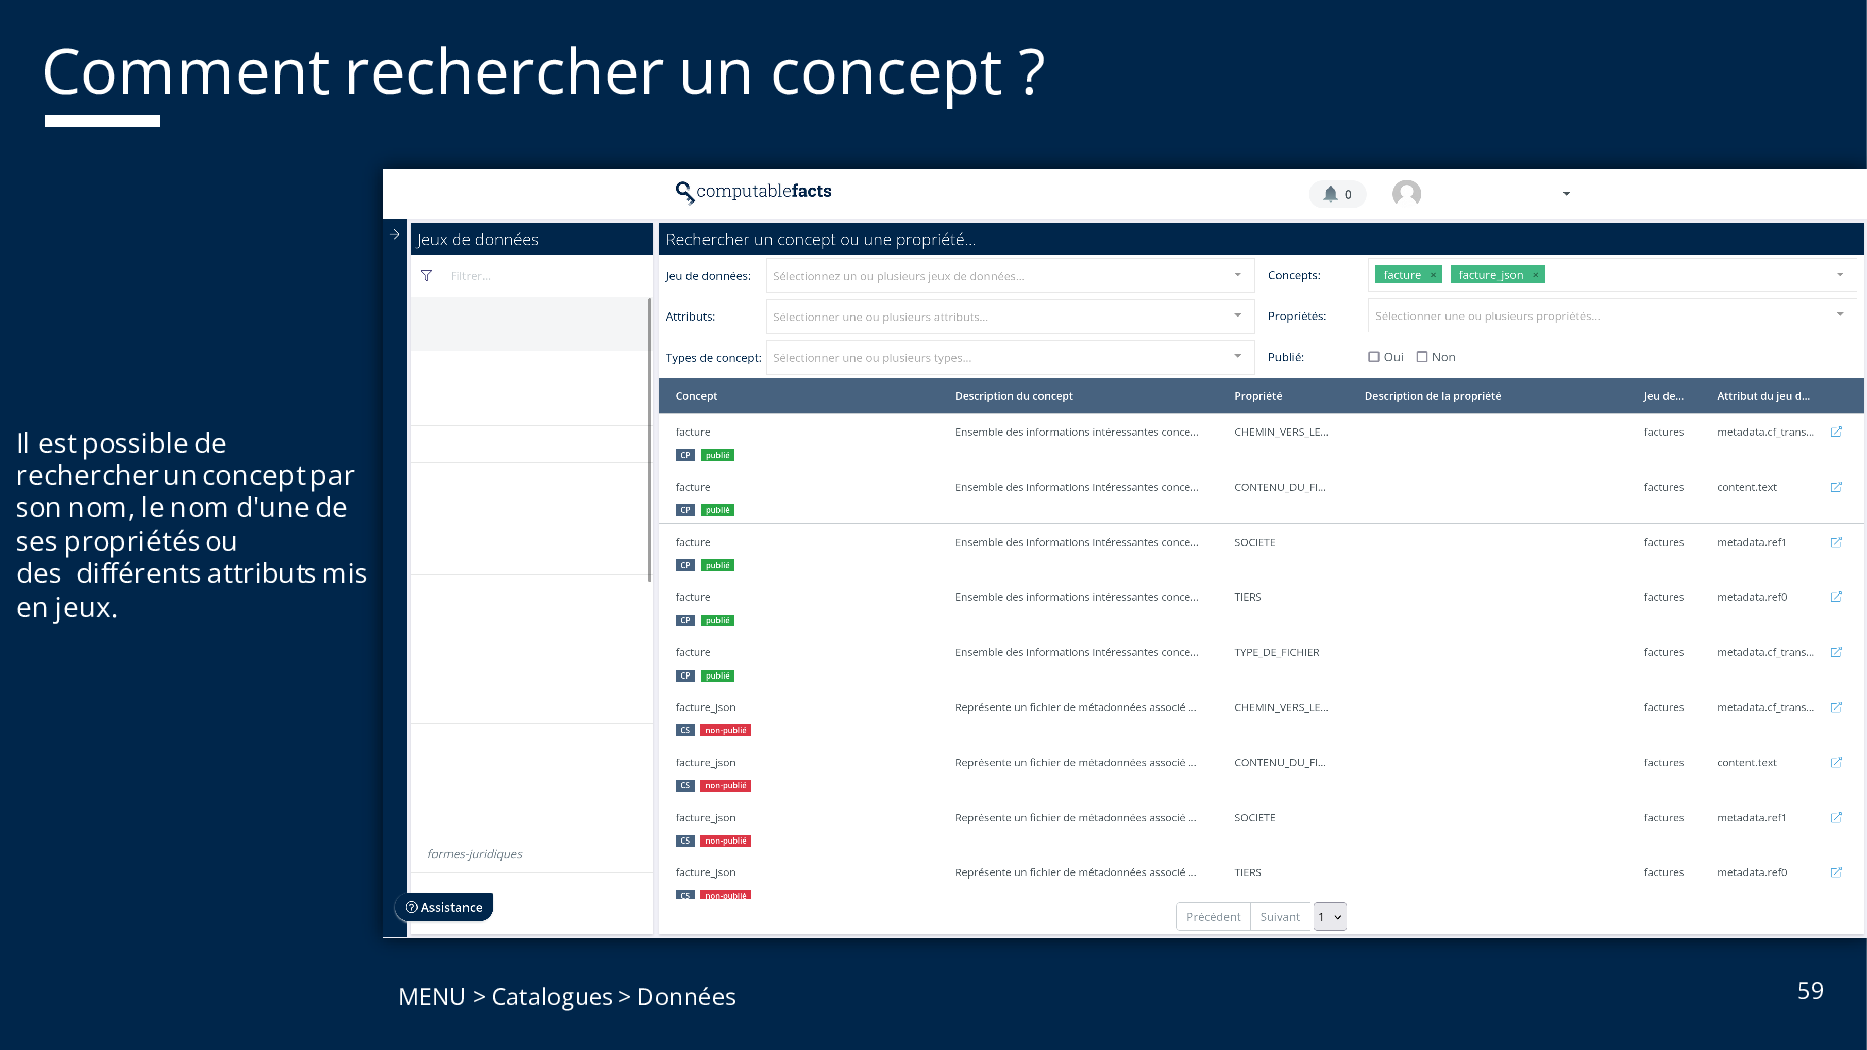 Comment rechercher un concept ?
computablefacts
0
Jeux de données
Rechercher un concept ou une propriété...
Filtrer...
Jeu de données:
Sélectionnez un ou plusieurs jeux de données...
Concepts:
facture ×
facture_json ×
Attributs:
Sélectionner une ou plusieurs attributs...
Propriétés:
Sélectionner une ou plusieurs propriétés...
Types de concept:
Sélectionner une ou plusieurs types...
Publié:
Oui
Non
Concept Description du concept Propriété Description de la propriété Jeu de... Attribut du jeu d...
facture Ensemble des informations intéressantes conce... CHEMIN_VERS_LE... factures metadata.cf_trans...
CP publié
facture Ensemble des informations intéressantes conce... CONTENU_DU_FI... factures content.text
CP publié
facture Ensemble des informations intéressantes conce... SOCIETE factures metadata.ref1
CP publié
facture Ensemble des informations intéressantes conce... TIERS factures metadata.ref0
CP publié
facture Ensemble des informations intéressantes conce... TYPE_DE_FICHIER factures metadata.cf_trans...
CP publié
facture_json Représente un fichier de métadonnées associé ... CHEMIN_VERS_LE... factures metadata.cf_trans...
CS non-publié
facture_json Représente un fichier de métadonnées associé ... CONTENU_DU_FI... factures content.text
CS non-publié
facture_json Représente un fichier de métadonnées associé ... SOCIETE factures metadata.ref1
CS non-publié
facture_json Représente un fichier de métadonnées associé ... TIERS factures metadata.ref0
CS non-publié
formes-juridiques
Assistance
Précédent Suivant 1
Il est possible de
rechercher un concept par
son nom, le nom d'une de
ses propriétés ou
des différents attributs mis
en jeux.
MENU > Catalogues > Données
59